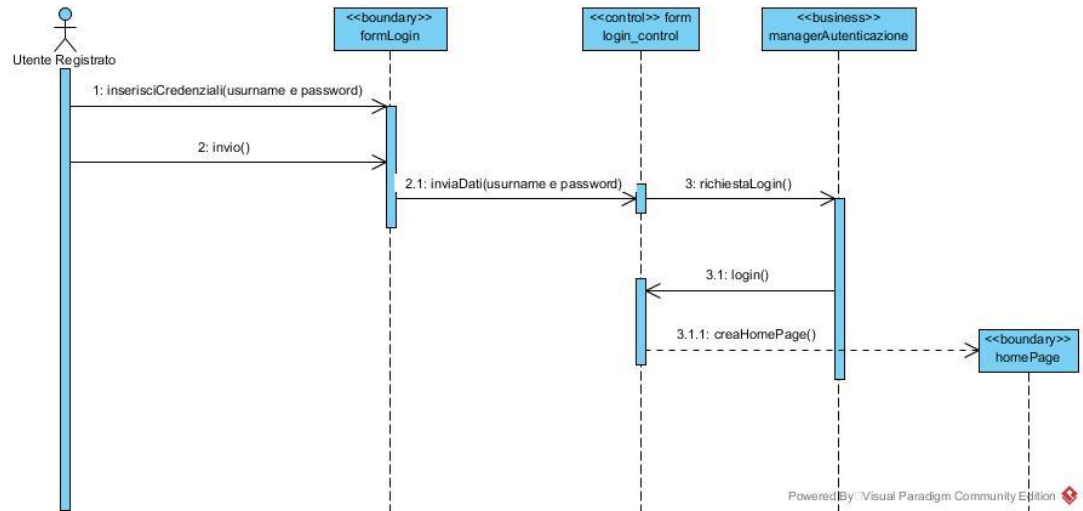 <<boundary>>
formLogin
<<control>> form
login_control
<<business>>
managerAutenticazione
Utente Registrato
1: inserisciCredenziali(usurname e password)
2: invio()
2.1: inviaDati(usurname e password)
3: richiestaLogin()
3.1: login()
3.1.1: creaHomePage()
<<boundary>>
homePage
Powered By Visual Paradigm Community Edition